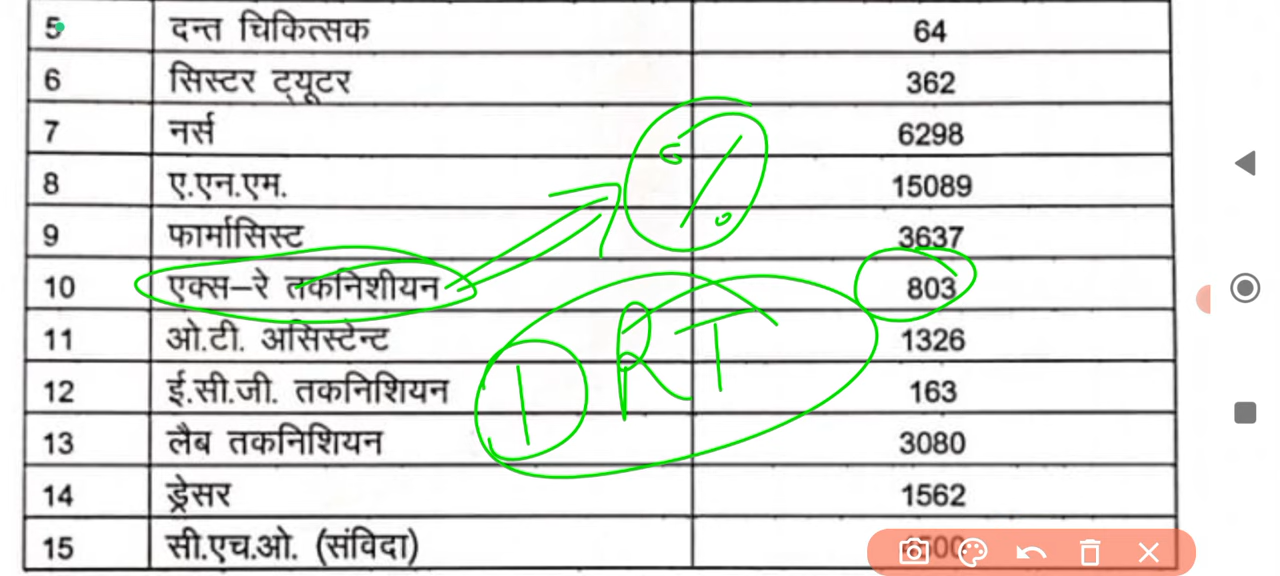 5 दन्त चिकित्सक 64
6 सिस्टर ट्यूटर 362
7 नर्स 6298
8 ए.एन.एम. 15089
9 फार्मासिस्ट 3637
10 एक्स-रे तकनिशीयन 803
11 ओ.टी. असिस्टेन्ट 1326
12 ई.सी.जी. तकनिशियन 163
13 लैब तकनिशियन 3080
14 ड्रेसर 1562
15 सी.एच.ओ. (संविदा)
%
1 RT